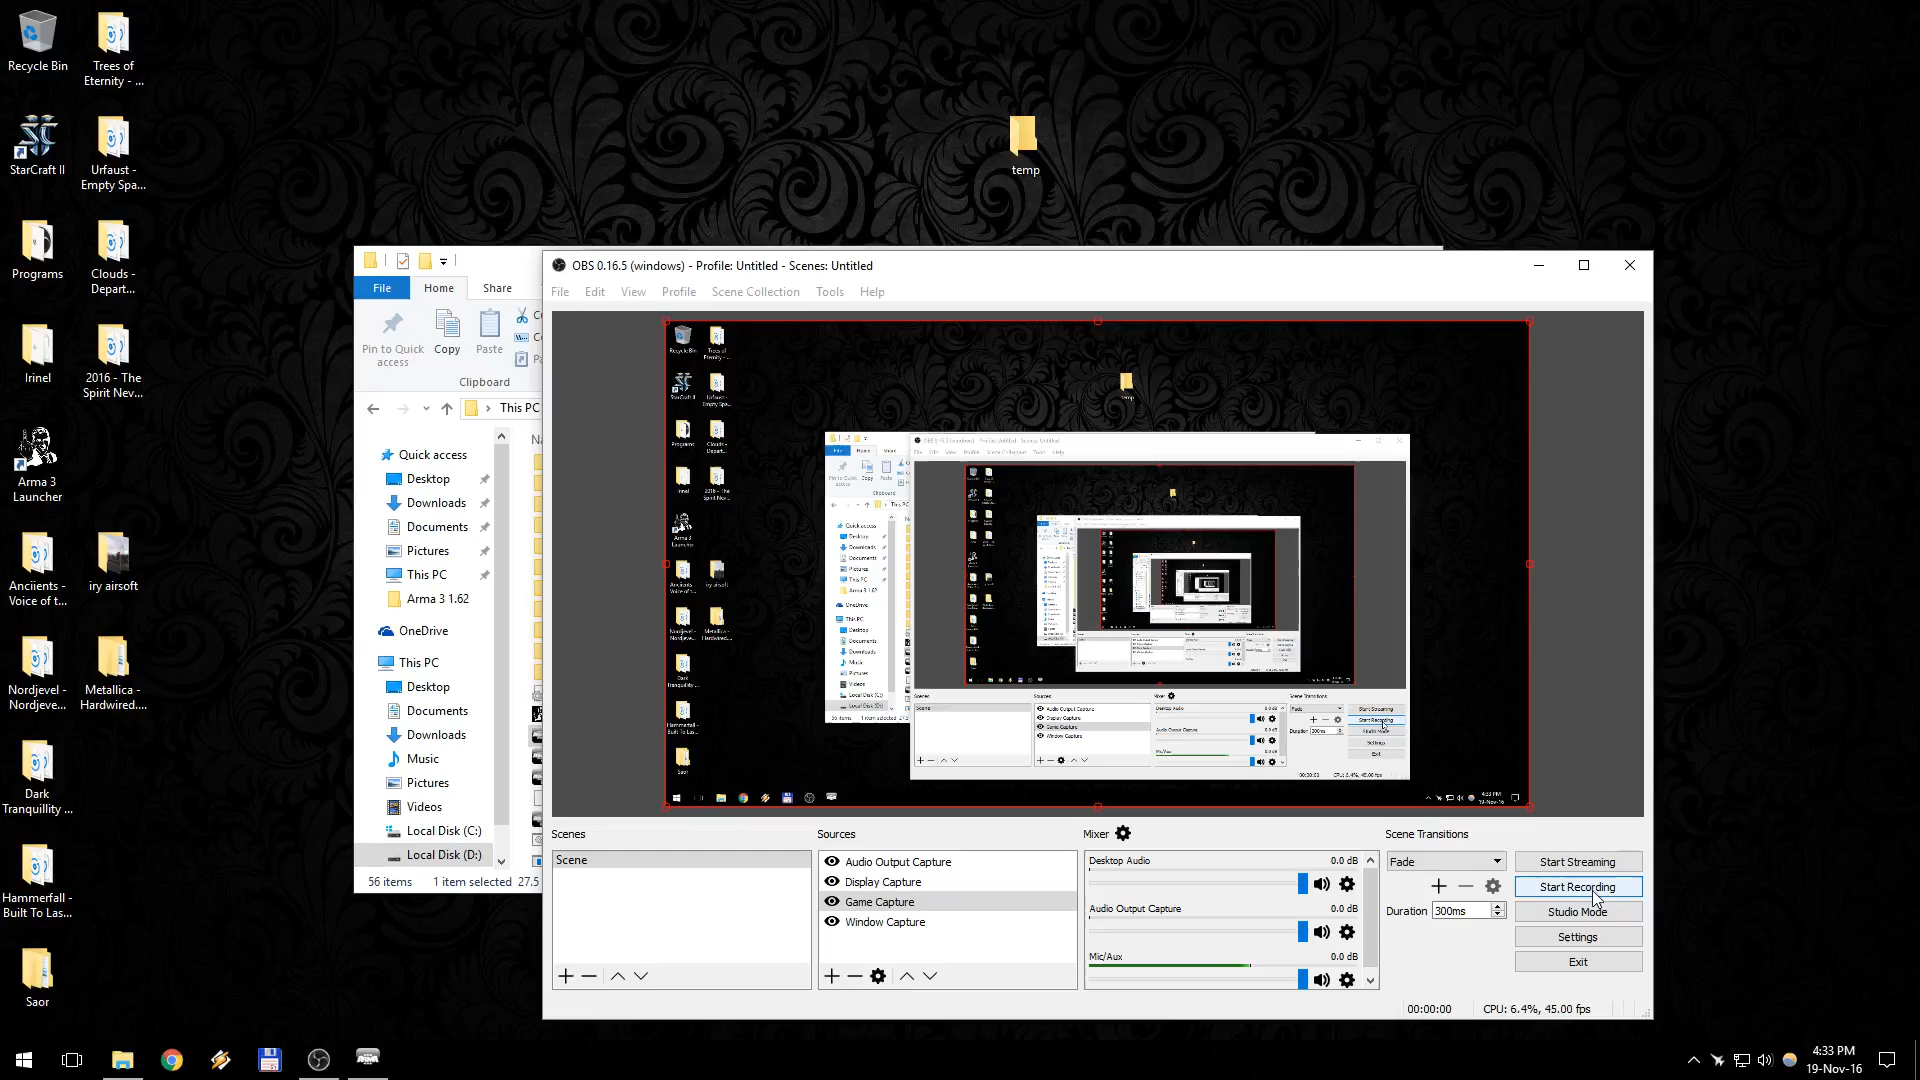 Recycle Bin
Trees of
Eternity - ...
StarCraft II
Urfaust -
Empty Spa...
Programs
Clouds -
Depart...
Irinel
2016 - The
Spirit Nev...
Arma 3
Launcher
Anciients -
Voice of t...
iry airsoft
Nordjevel -
Nordjeve...
Metallica -
Hardwired....
Dark
Tranquillity ...
Hammerfall -
Built To Las...
Saor
temp
File
Home
Share
Pin to Quick
access
Copy
Paste
Clipboard
This PC
Quick access
Desktop
Downloads
Documents
Pictures
This PC
Arma 3 1.62
OneDrive
This PC
Desktop
Documents
Downloads
Music
Pictures
Videos
Local Disk (C:)
Local Disk (D:)
56 items 1 item selected 27.5
OBS 0.16.5 (windows) - Profile: Untitled - Scenes: Untitled
File Edit View Profile Scene Collection Tools Help
Scenes
Scene
Sources
Audio Output Capture
Display Capture
Game Capture
Window Capture
Mixer
Desktop Audio 0.0 dB
Audio Output Capture 0.0 dB
Mic/Aux 0.0 dB
Scene Transitions
Fade
Duration 300ms
Start Streaming
Start Recording
Studio Mode
Settings
Exit
00:00:00 CPU: 6.4%, 45.00 fps
4:33 PM
19-Nov-16